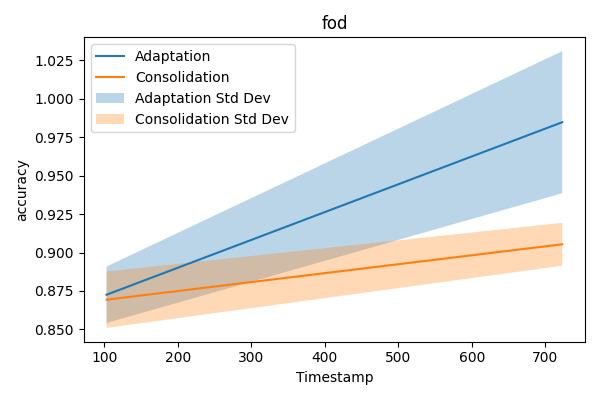 fod
Adaptation
Consolidation
Adaptation Std Dev
Consolidation Std Dev
1.025
1.000
0.975
0.950
0.925
0.900
0.875
0.850
accuracy
100 200 300 400 500 600 700
Timestamp